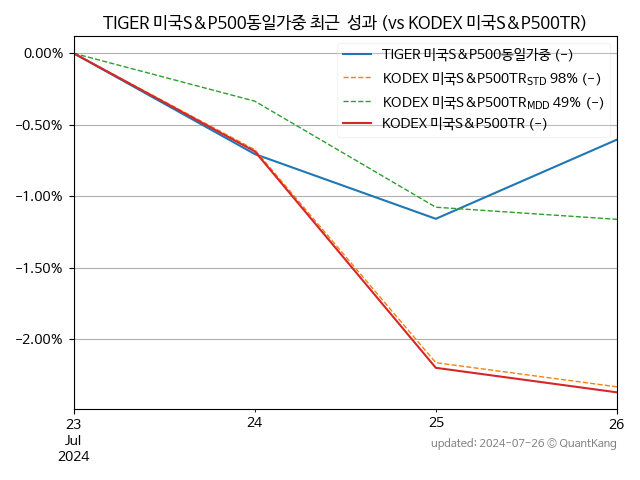 TIGER 미국S&P500동일가중 최근 성과 (vs KODEX 미국S&P500TR)
TIGER 미국S&P500동일가중 (-)
KODEX 미국S&P500TR_STD 98% (-)
KODEX 미국S&P500TR_MDD 49% (-)
KODEX 미국S&P500TR (-)
0.00%
-0.50%
-1.00%
-1.50%
-2.00%
23 24 25 26
Jul
2024
updated: 2024-07-26 © QuantKang